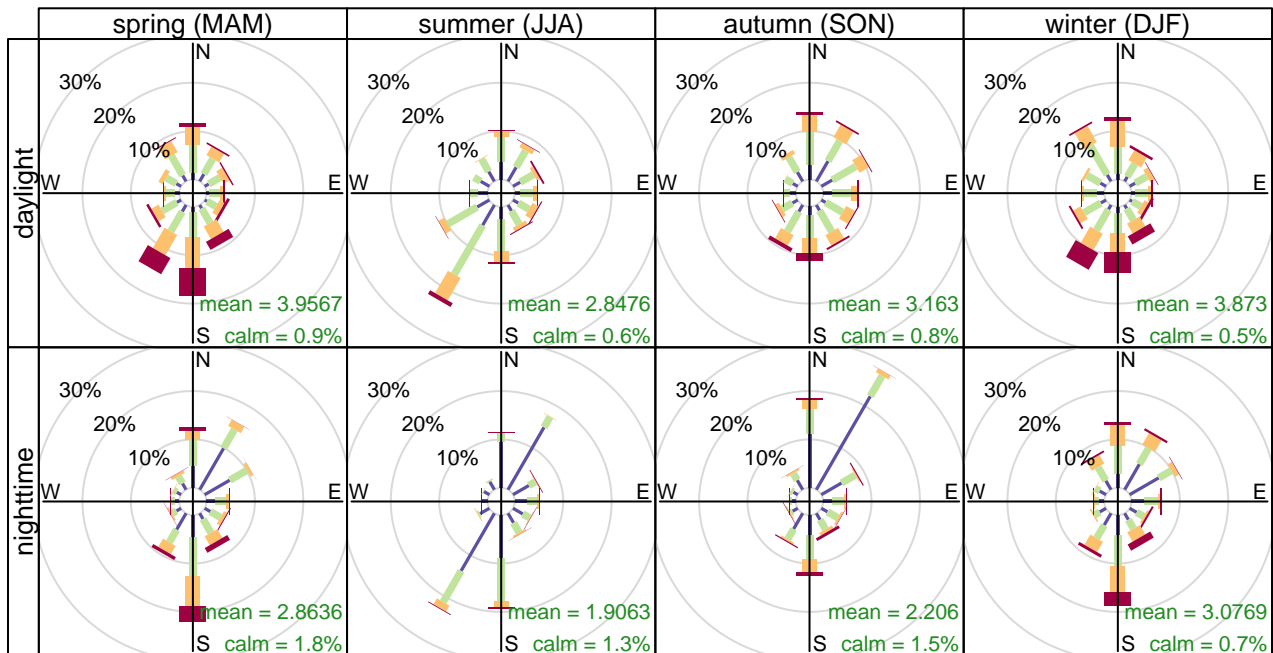 spring (MAM) summer (JJA) autumn (SON) winter (DJF)
daylight
N
30%
20%
10%
W E
mean = 3.9567
S calm = 0.9%
N
30%
20%
10%
W E
mean = 2.8476
S calm = 0.6%
N
30%
20%
10%
W E
mean = 3.163
S calm = 0.8%
N
30%
20%
10%
W E
mean = 3.873
S calm = 0.5%
nighttime
N
30%
20%
10%
W E
mean = 2.8636
S calm = 1.8%
N
30%
20%
10%
W E
mean = 1.9063
S calm = 1.3%
N
30%
20%
10%
W E
mean = 2.206
S calm = 1.5%
N
30%
20%
10%
W E
mean = 3.0769
S calm = 0.7%